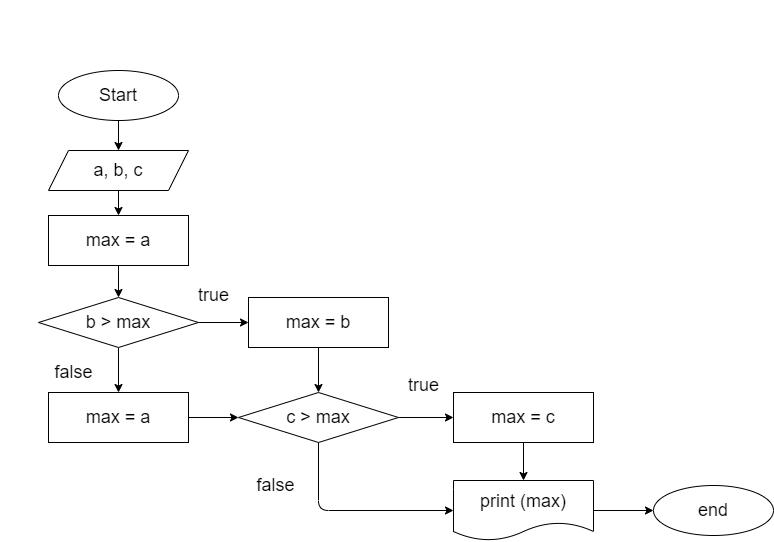 Start
a, b, c
max = a
b > max
true
max = b
false
max = a
c > max
true
max = c
false
print (max)
end